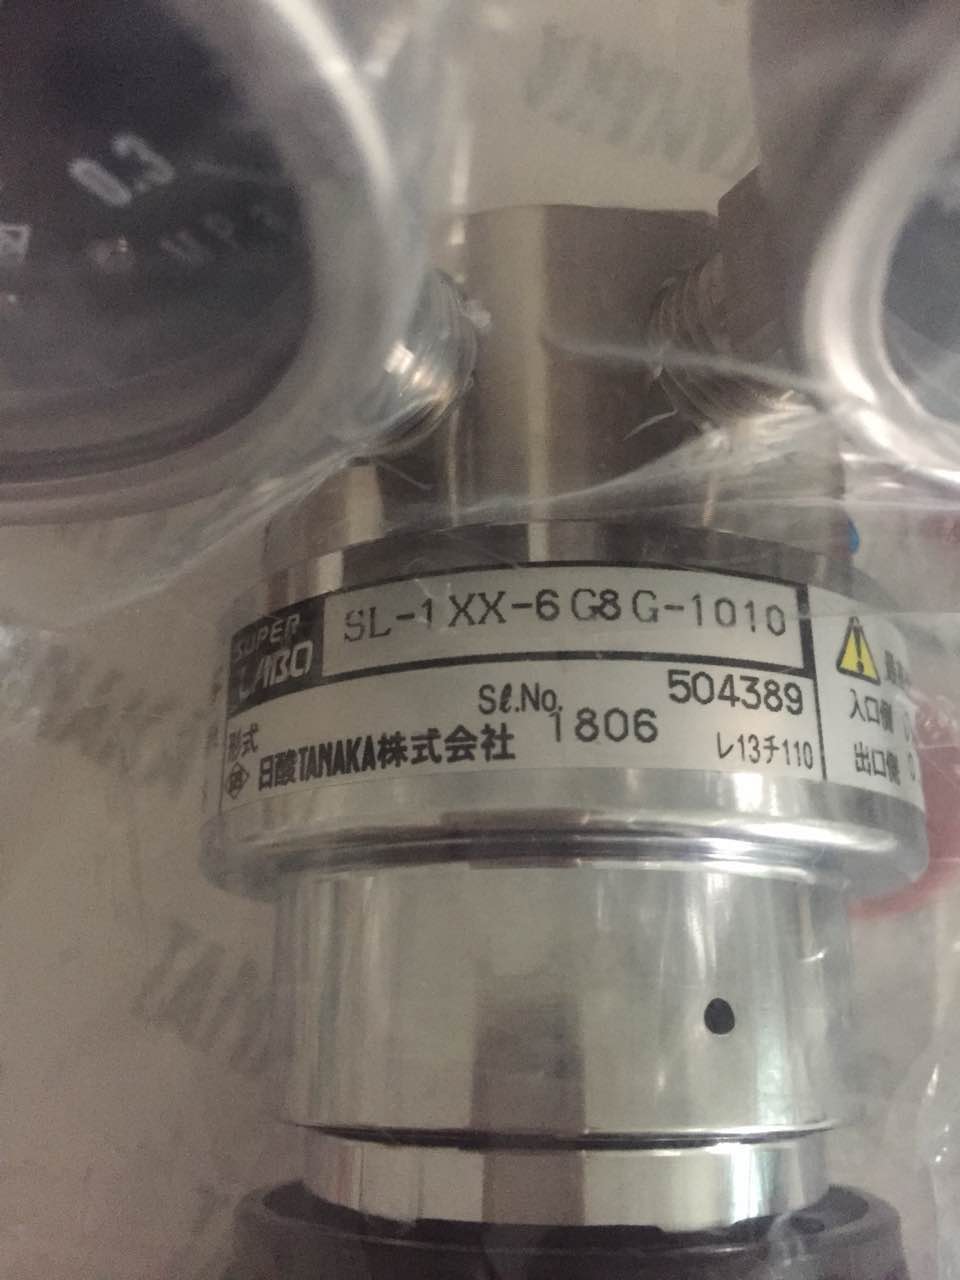 0.3
MPa
SUPER
LABO
SL-1XX-6G8G-1010
Sℓ.No. 504389
形式
日酸TANAKA株式会社 1806
レ13チ110
入口側
出口側